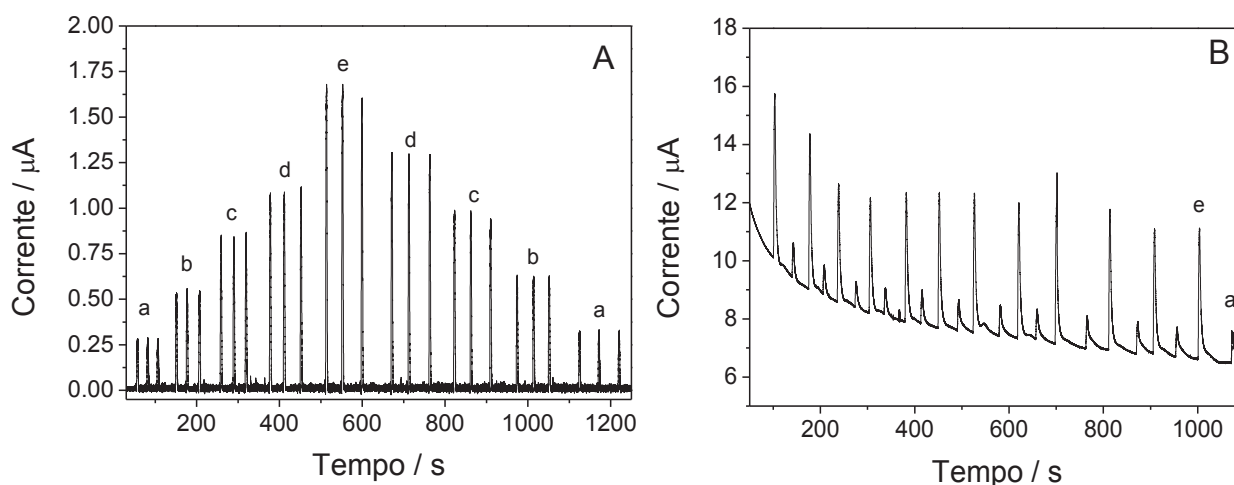 A
2.00
1.75
1.50
1.25
1.00
0.75
0.50
0.25
0.00
Corrente / μA
a
b
c
d
e
d
c
b
a
200
400
600
800
1000
1200
Tempo / s
B
18
16
14
12
10
8
6
Corrente / μA
e
a
200
400
600
800
1000
Tempo / s